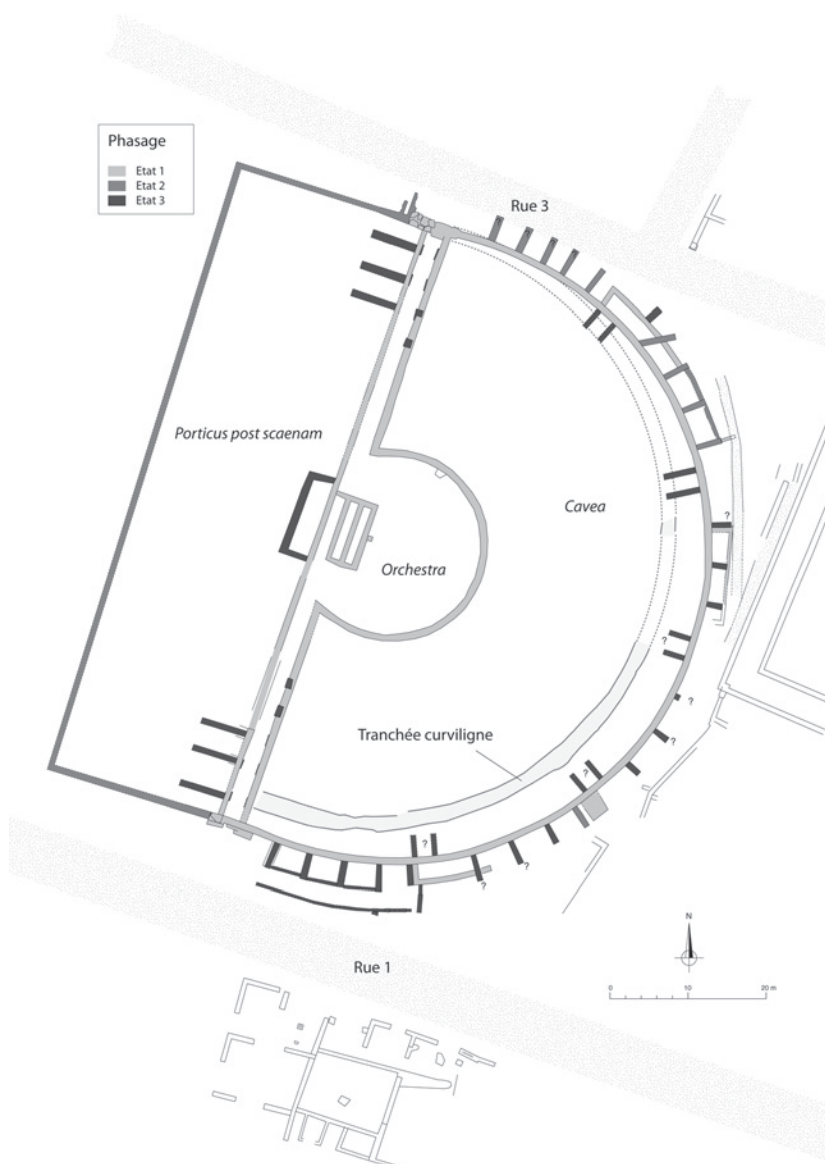 Phasage
Etat 1
Etat 2
Etat 3
Rue 3
?
Porticus post scaenam
Cavea
?
Orchestra
?
?
Tranchée curviligne
?
?
?
?
?
Rue 1
N
0 10 20 m